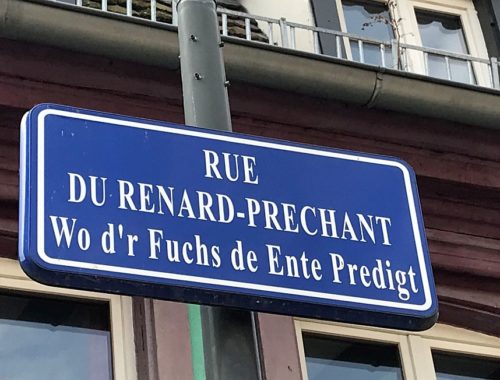 RUE
DU RENARD-PRECHANT
Wo d'r Fuchs de Ente Predigt